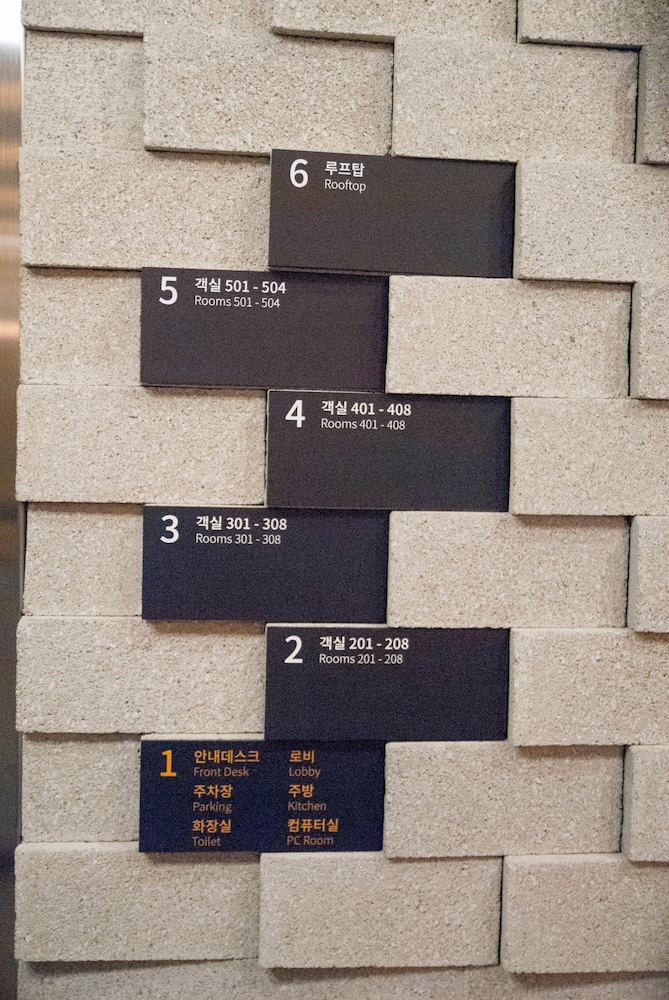 6 루프탑
Rooftop
5 객실 501 - 504
Rooms 501 - 504
4 객실 401 - 408
Rooms 401 - 408
3 객실 301 - 308
Rooms 301 - 308
2 객실 201 - 208
Rooms 201 - 208
1 안내데스크 로비
Front Desk Lobby
주차장 주방
Parking Kitchen
화장실 컴퓨터실
Toilet PC Room